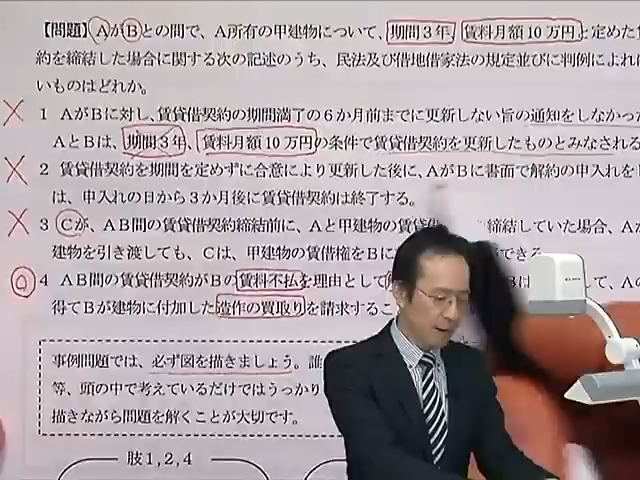 【問題】AがBとの間で、A所有の甲建物について、期間3年、賃料月額10万円と定めた
約を締結した場合に関する次の記述のうち、民法及び借地借家法の規定並びに判例によれ
いものはどれか。
1 AがBに対し、賃貸借契約の期間満了の6か月前までに更新しない旨の通知をしなかっ
AとBは、期間3年、賃料月額10万円の条件で賃貸借契約を更新したものとみなされる
2 賃貸借契約を期間を定めずに合意により更新した後に、AがBに書面で解約の申入れを
は、申入れの日から3か月後に賃貸借契約は終了する。
3 Cが、AB間の賃貸借契約締結前に、Aと甲建物の賃貸 締結していた場合、A
建物を引き渡しても、Cは、甲建物の賃借権をBに できる
4 AB間の賃貸借契約がBの賃料不払を理由として Bは て、A
得てBが建物に付加した造作の買取りを請求するこ
事例問題では、必ず図を描きましょう。誰
等、頭の中で考えているだけではうっかり
描きながら問題を解くことが大切です。
肢1,2,4